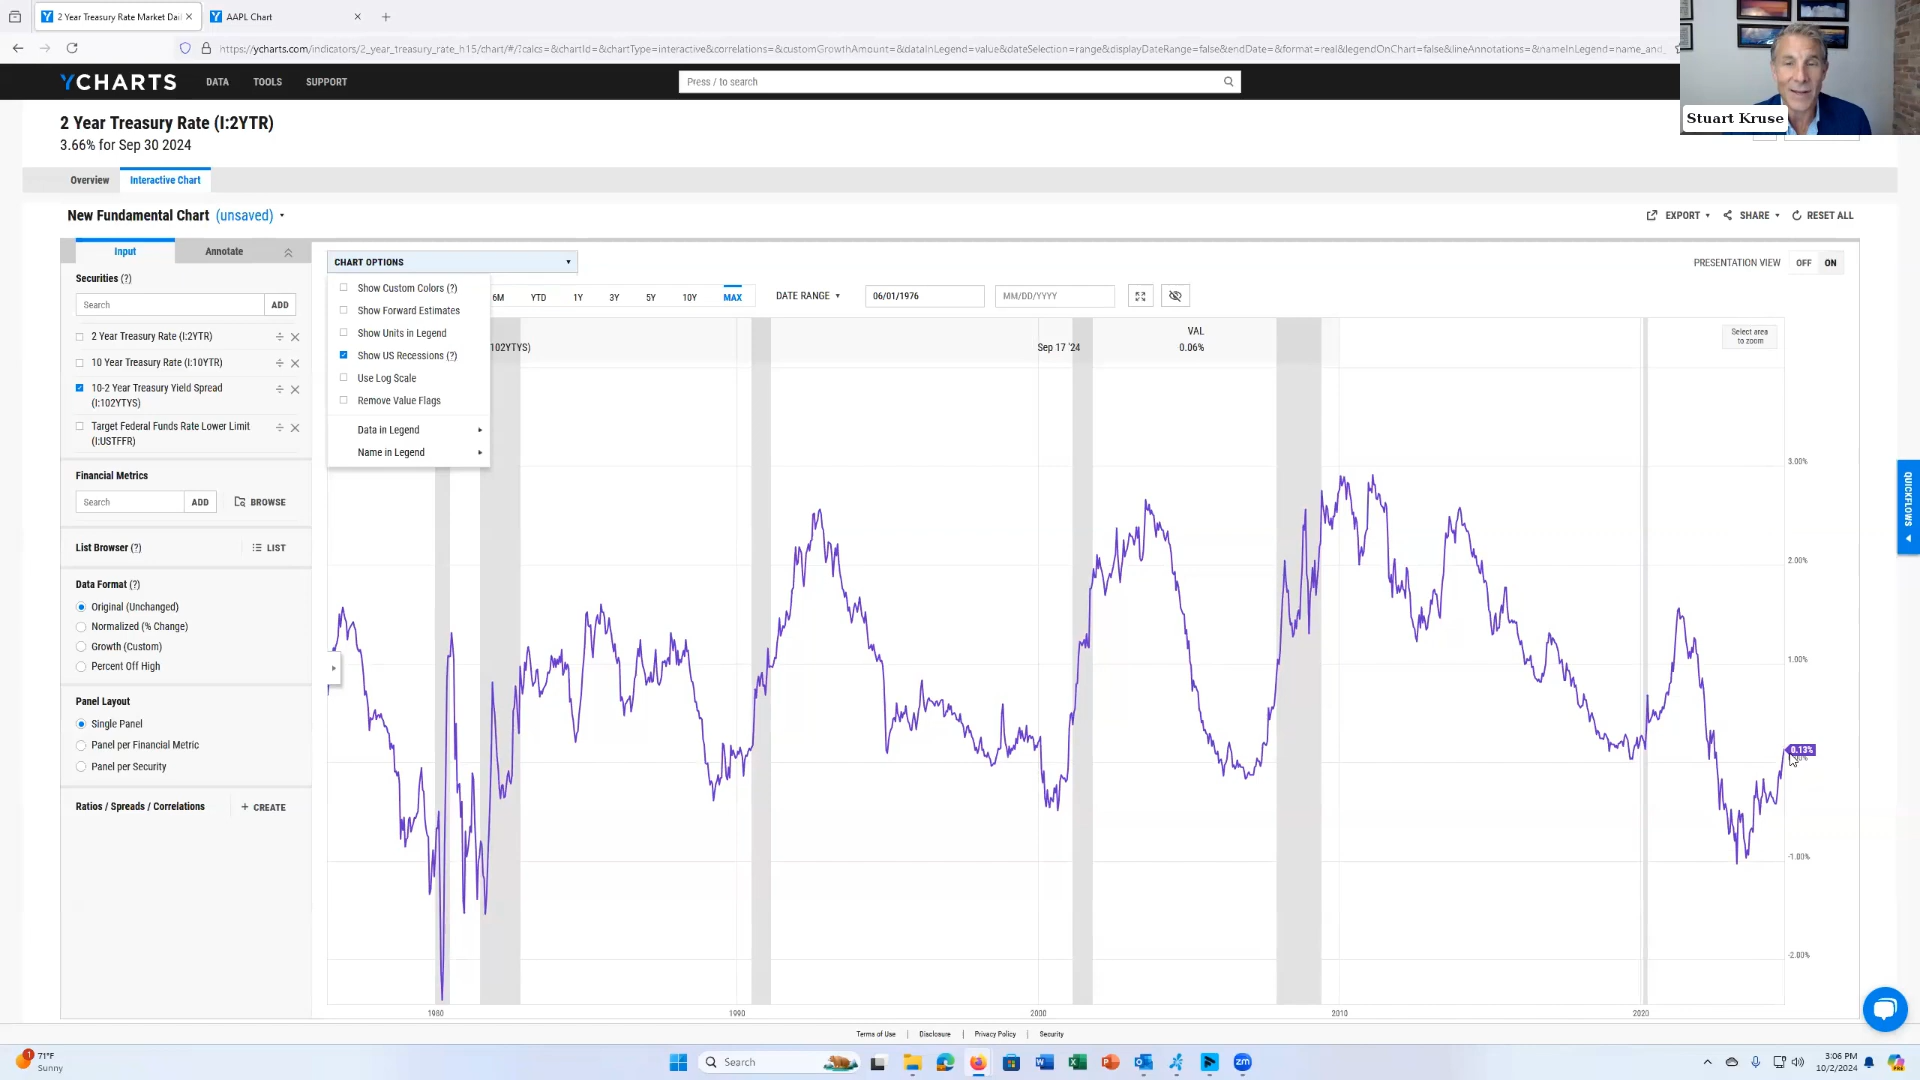 2 Year Treasury Rate Market Dai
AAPL Chart
https://ycharts.com/indicators/2_year_treasury_rate_h15/chart/#/?calcs=&chartId=&chartType=interactive&correlations=&customGrowthAmount=&dataInLegend=value&dateSelection=range&displayDateRange=false&endDate=&format=real&legendOnChart=false&lineAnnotations=&nameInLegend=name_and_
YCHARTS
DATA
TOOLS
SUPPORT
Press / to search
Stuart Kruse
2 Year Treasury Rate (I:2YTR)
3.66% for Sep 30 2024
Overview
Interactive Chart
New Fundamental Chart (unsaved)
EXPORT
SHARE
RESET ALL
Input
Annotate
Securities (?)
Search
ADD
2 Year Treasury Rate (I:2YTR)
10 Year Treasury Rate (I:10YTR)
10-2 Year Treasury Yield Spread
(I:102YTYS)
Target Federal Funds Rate Lower Limit
(I:USTFFR)
Financial Metrics
Search
ADD
BROWSE
List Browser (?)
LIST
Data Format (?)
Original (Unchanged)
Normalized (% Change)
Growth (Custom)
Percent Off High
Panel Layout
Single Panel
Panel per Financial Metric
Panel per Security
Ratios / Spreads / Correlations
+ CREATE
CHART OPTIONS
Show Custom Colors (?)
Show Forward Estimates
Show Units in Legend
Show US Recessions (?)
Use Log Scale
Remove Value Flags
Data in Legend
Name in Legend
6M
YTD
1Y
3Y
5Y
10Y
MAX
DATE RANGE
06/01/1976
MM/DD/YYYY
PRESENTATION VIEW
OFF
ON
102YTYS)
VAL
Sep 17 '24
0.06%
Select area
to zoom
3.00%
2.00%
1.00%
0.13%
-1.00%
-2.00%
1980
1990
2000
2010
2020
QUICKFLOWS
Terms of Use
Disclosure
Privacy Policy
Security
1
71°F
Sunny
Search
zm
3:06 PM
10/2/2024